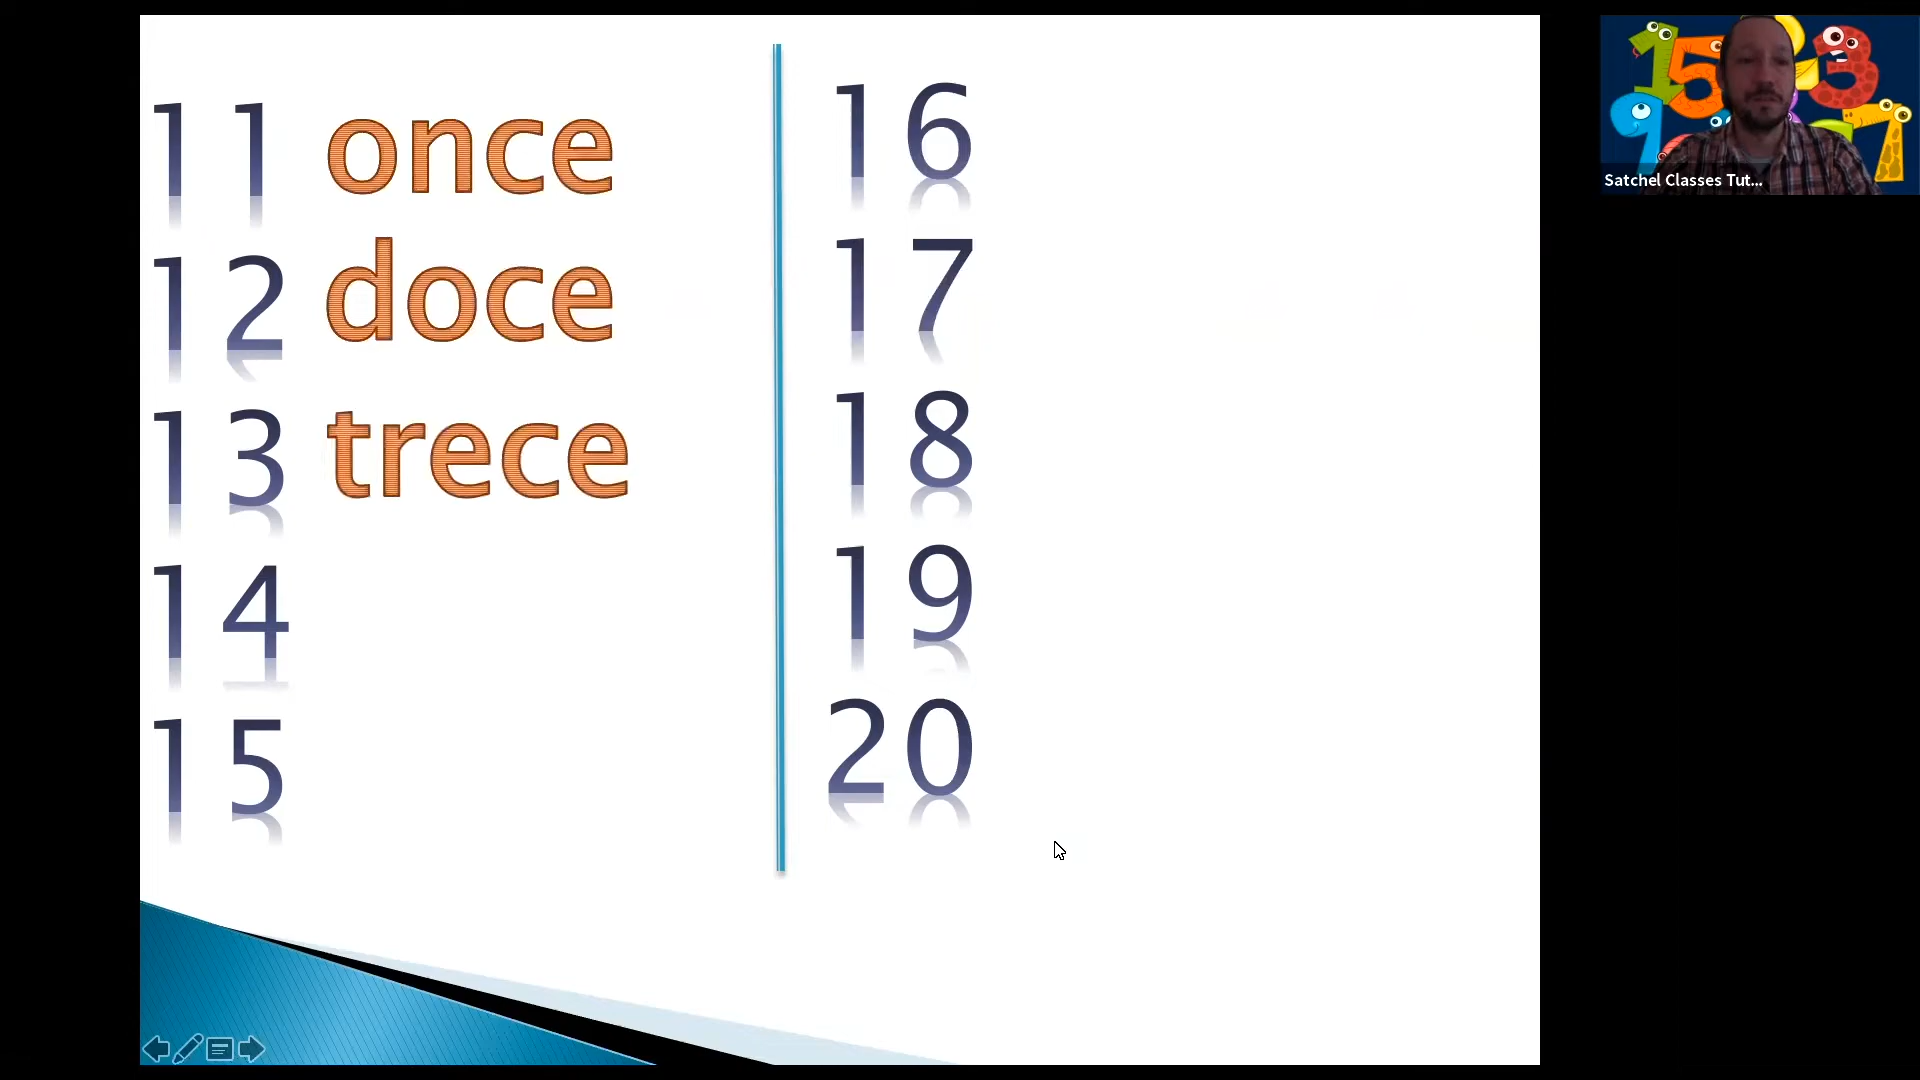 11 once
12 doce
13 trece
14
15
16
17
18
19
20
Satchel Classes Tut...